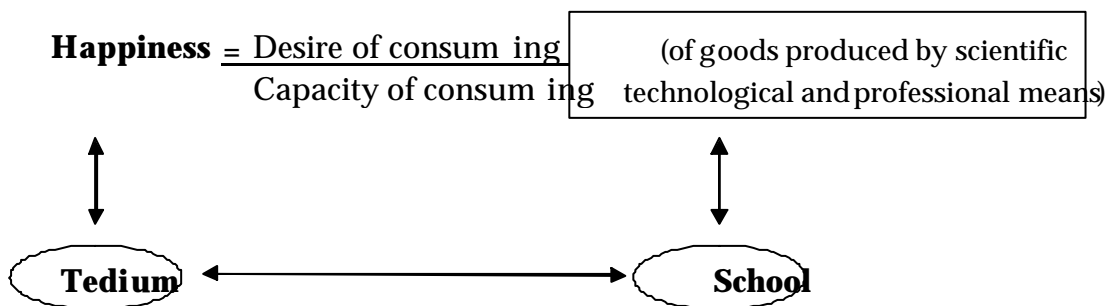 Happiness = Desire of consum ing (of goods produced by scientific
Capacity of consum ing technological and professional means)
Tedium School